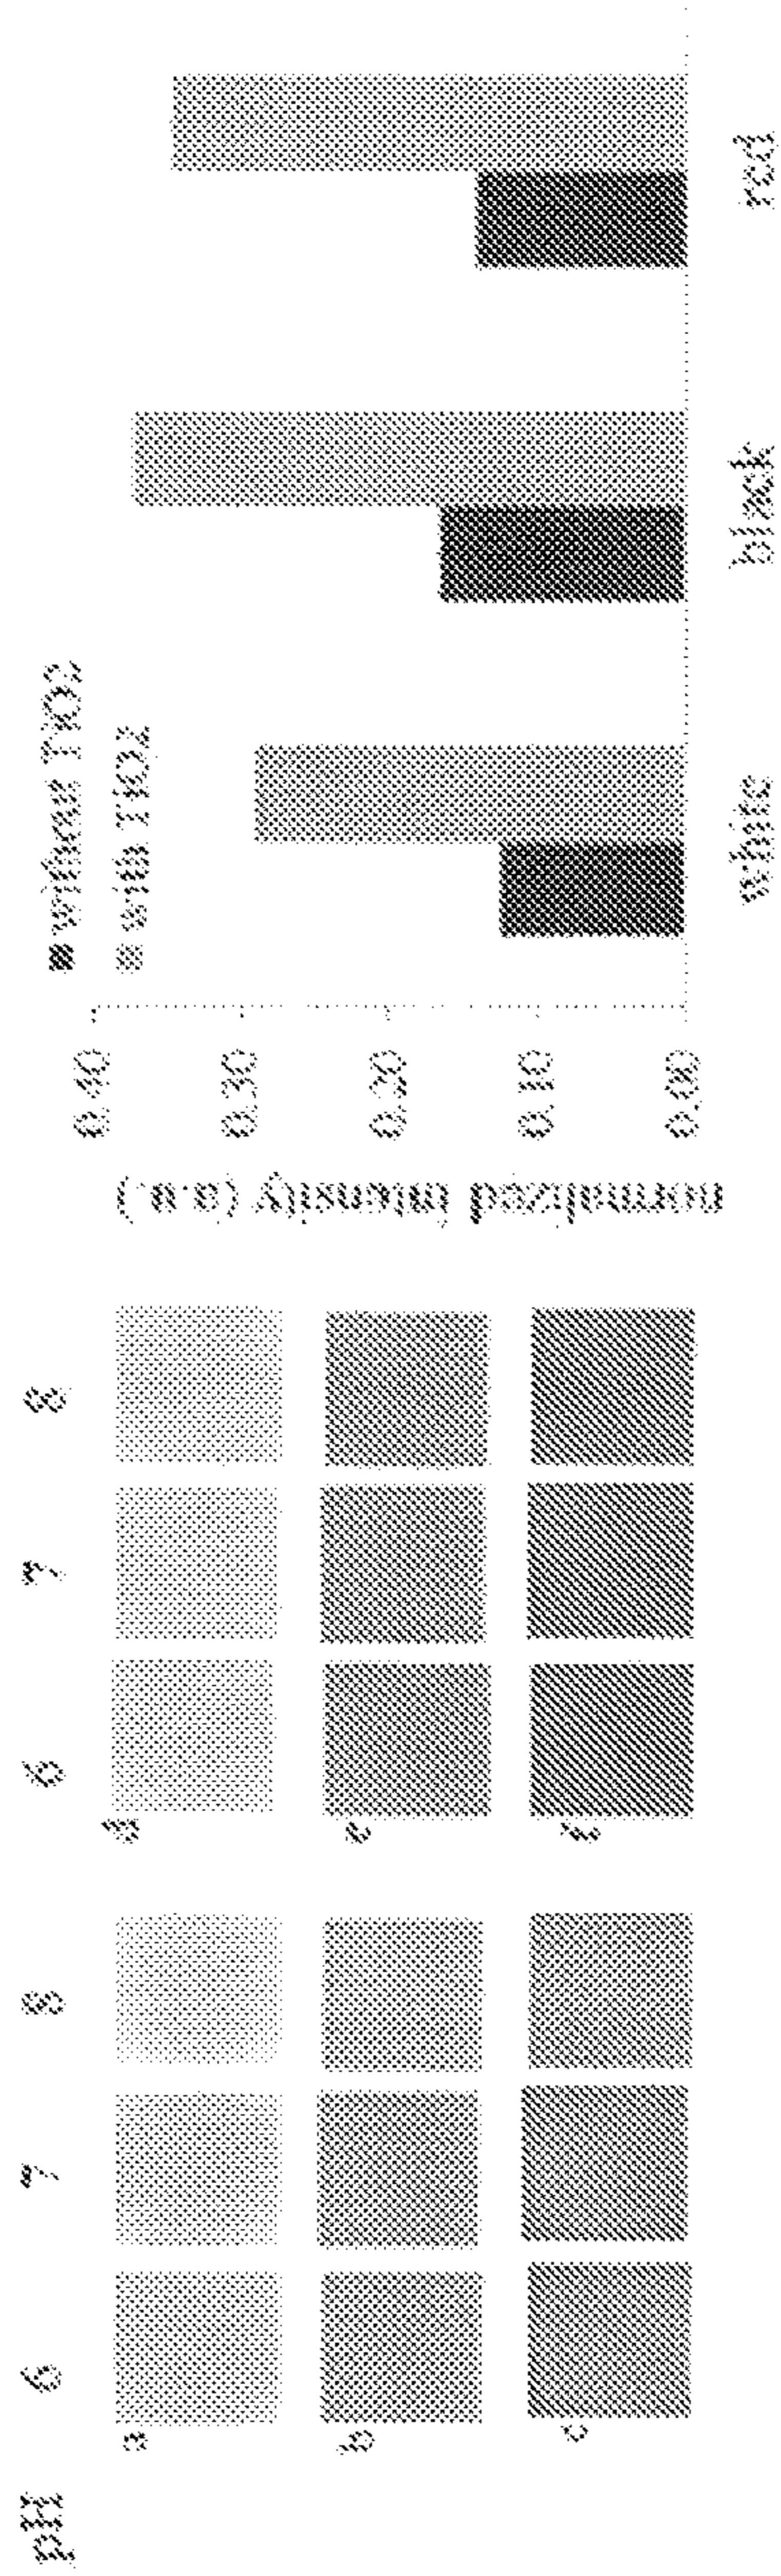 pH 6 7 8 6 7 8
a
b
c
d
e
f
normalized intensity (a.u.)
0.40
0.30
0.20
0.10
0.00
without TiO2
with TiO2
white black red